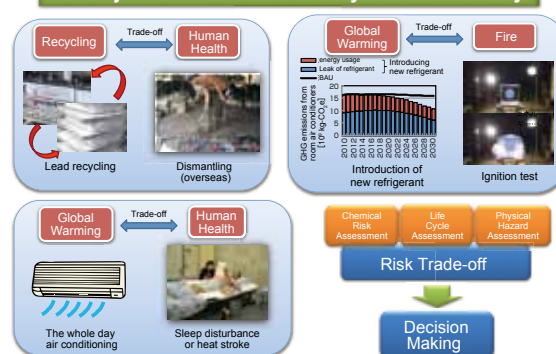 Recycling
Trade-off
Human
Health
Lead recycling
Dismantling
(overseas)
Global
Warming
Trade-off
Fire
energy usage
Leak of refrigerant
Introducing
new refrigerant
BAU
GHG emissions from
room air conditioners
[10⁹ kg-CO₂e]
20
15
10
5
0
2010
2012
2014
2016
2018
2020
2022
2024
2026
2028
2030
Introduction of
new refrigerant
Ignition test
Global
Warming
Trade-off
Human
Health
The whole day
air conditioning
Sleep disturbance
or heat stroke
Chemical
Risk
Assessment
Life
Cycle
Assessment
Physical
Hazard
Assessment
Risk Trade-off
Decision
Making